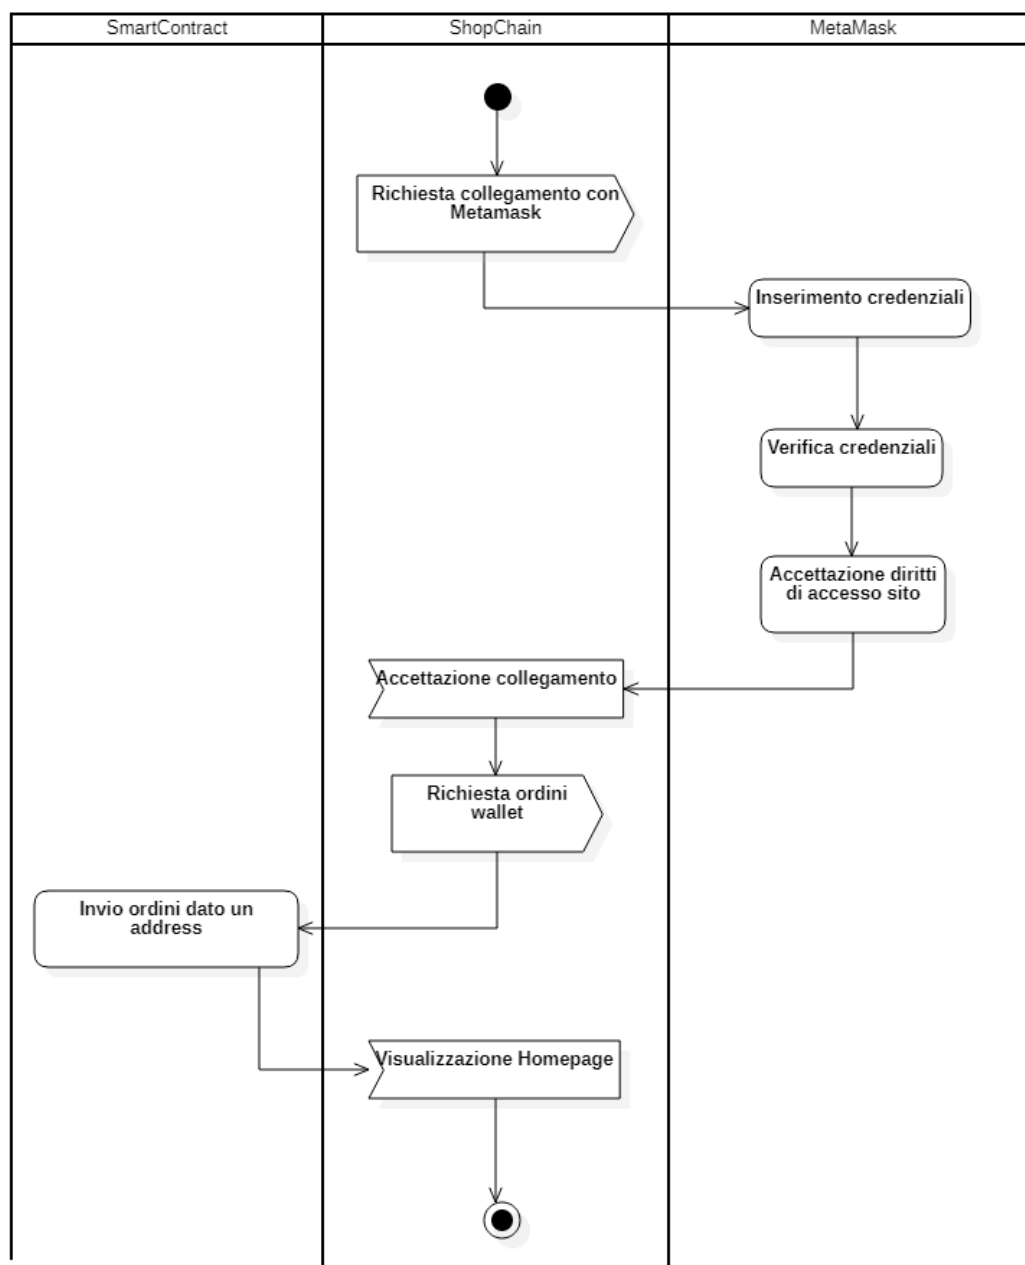 SmartContract
ShopChain
MetaMask
Richiesta collegamento con
Metamask
Inserimento credenziali
Verifica credenziali
Accettazione diritti
di accesso sito
Accettazione collegamento
Richiesta ordini
wallet
Invio ordini dato un
address
Visualizzazione Homepage